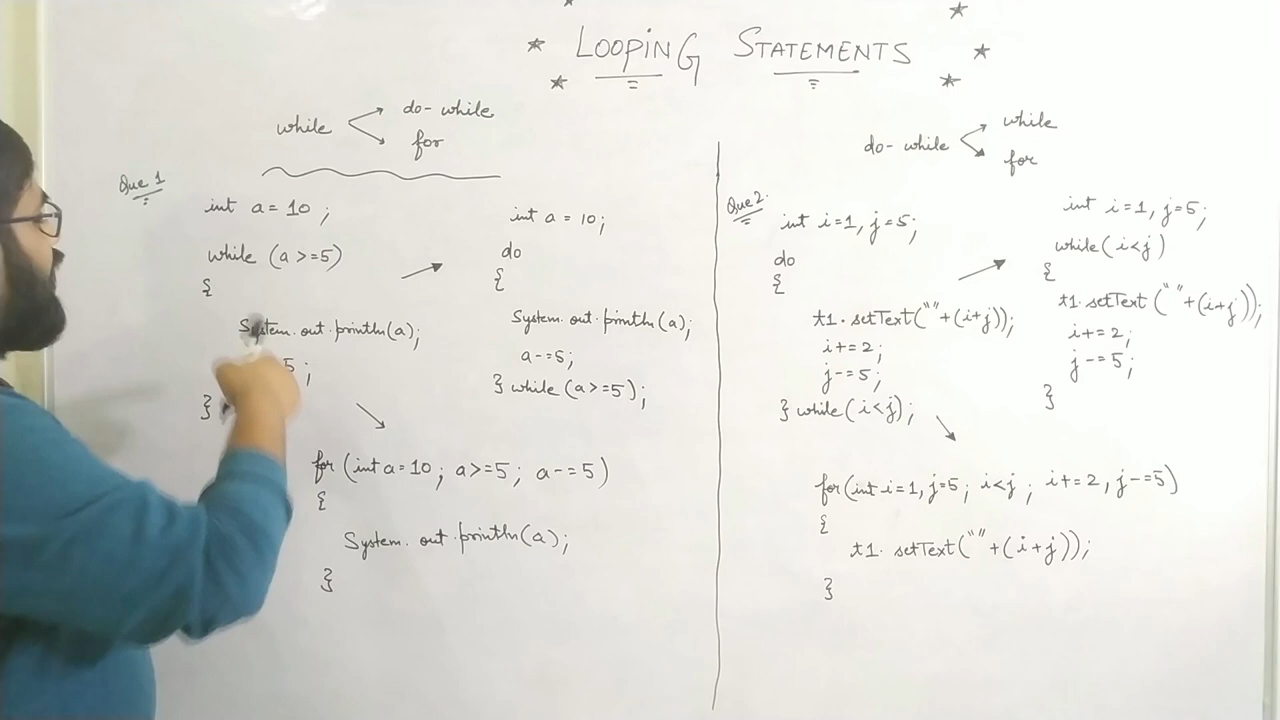 LOOPING STATEMENTS
while
do- while
for
Que 1
int a = 10 ;
while (a >=5)
{
System.out.println(a);
5 ;
}
int a = 10;
do
{
System.out.println(a);
a-=5;
} while (a>=5);
for (int a=10 ; a>=5 ; a-=5)
{
System.out.println(a);
}
do- while
while
for
Que 2.
int i=1, j=5;
do
{
t1.setText(""+(i+j));
i+=2;
j-=5;
} while(i<j);
int i=1, j=5;
while(i<j)
{
t1.setText(""+(i+j));
i+=2;
j-=5;
}
for(int i=1, j=5; i<j ; i+=2, j-=5)
{
t1.setText(""+(i+j));
}